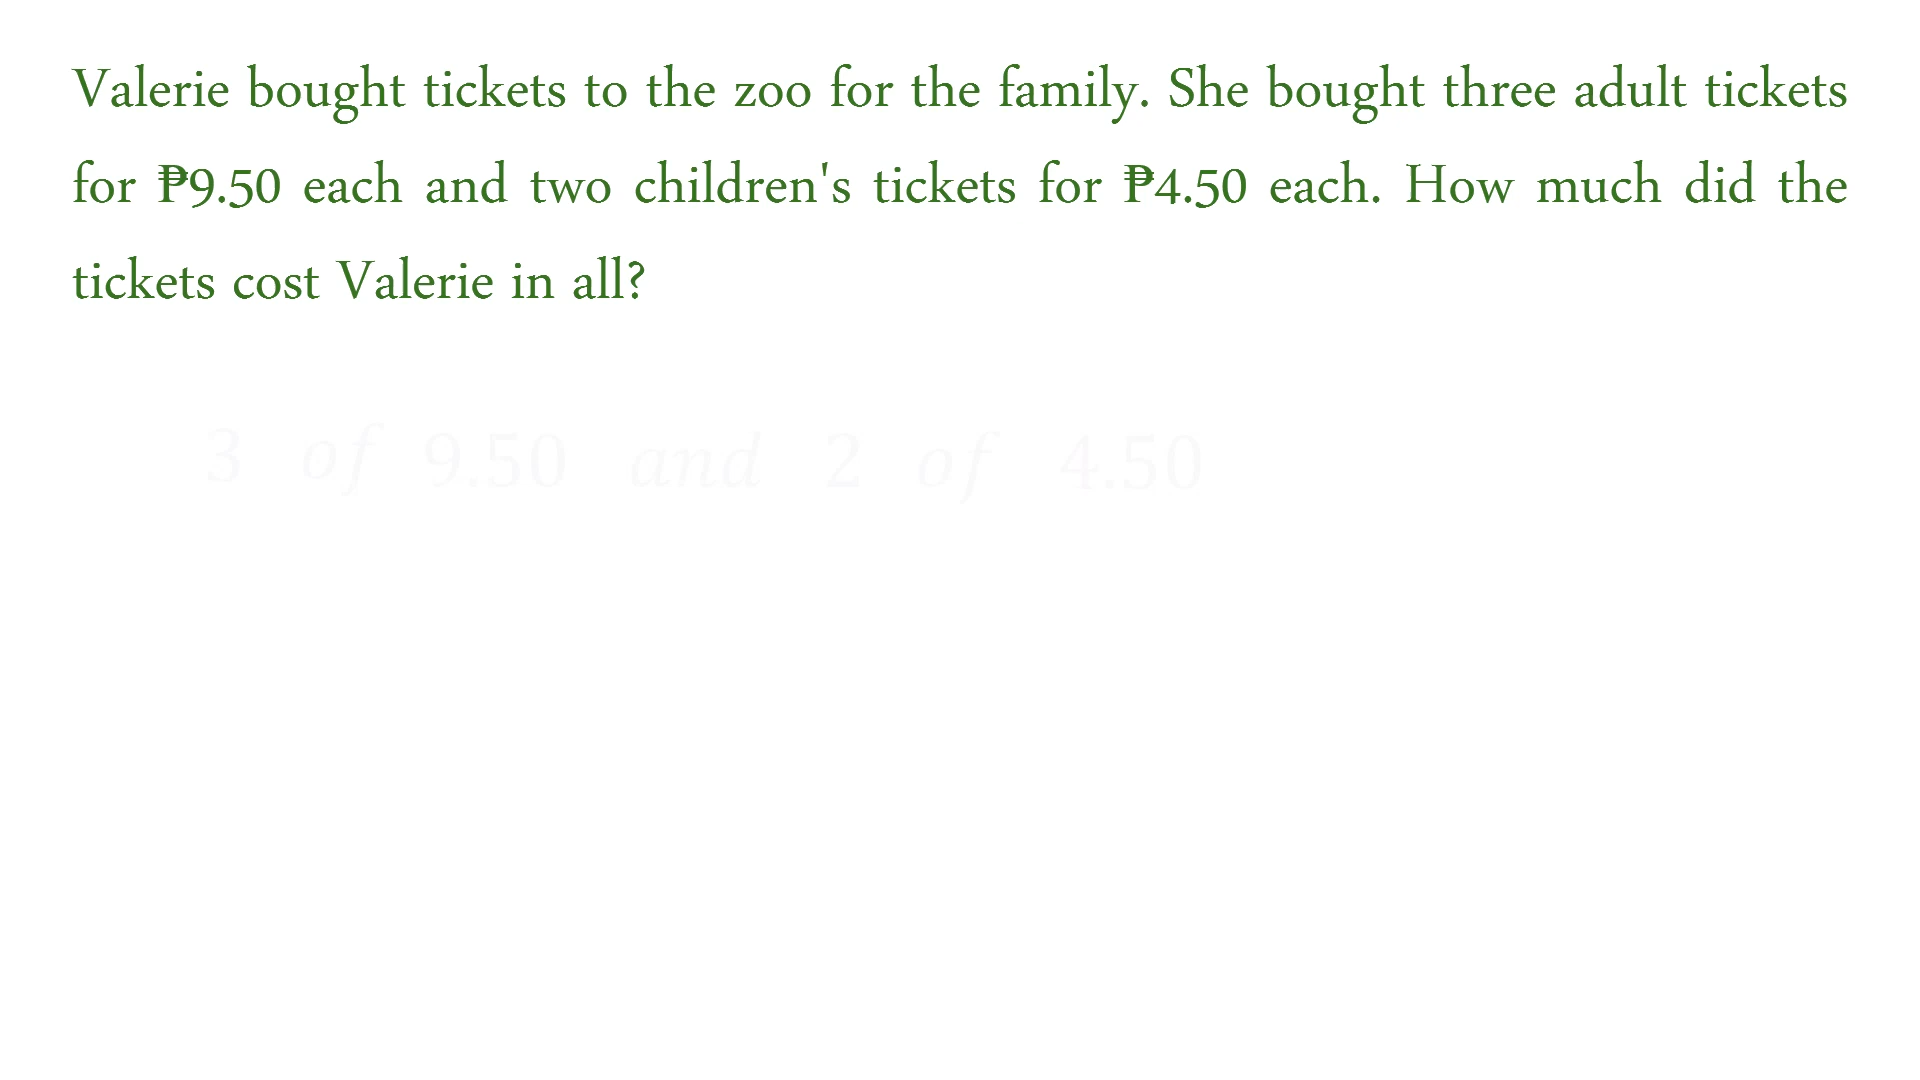 Valerie bought tickets to the zoo for the family. She bought three adult tickets
for ₱9.50 each and two children's tickets for ₱4.50 each. How much did the
tickets cost Valerie in all?
3 of 9.50 and 2 of 4.50